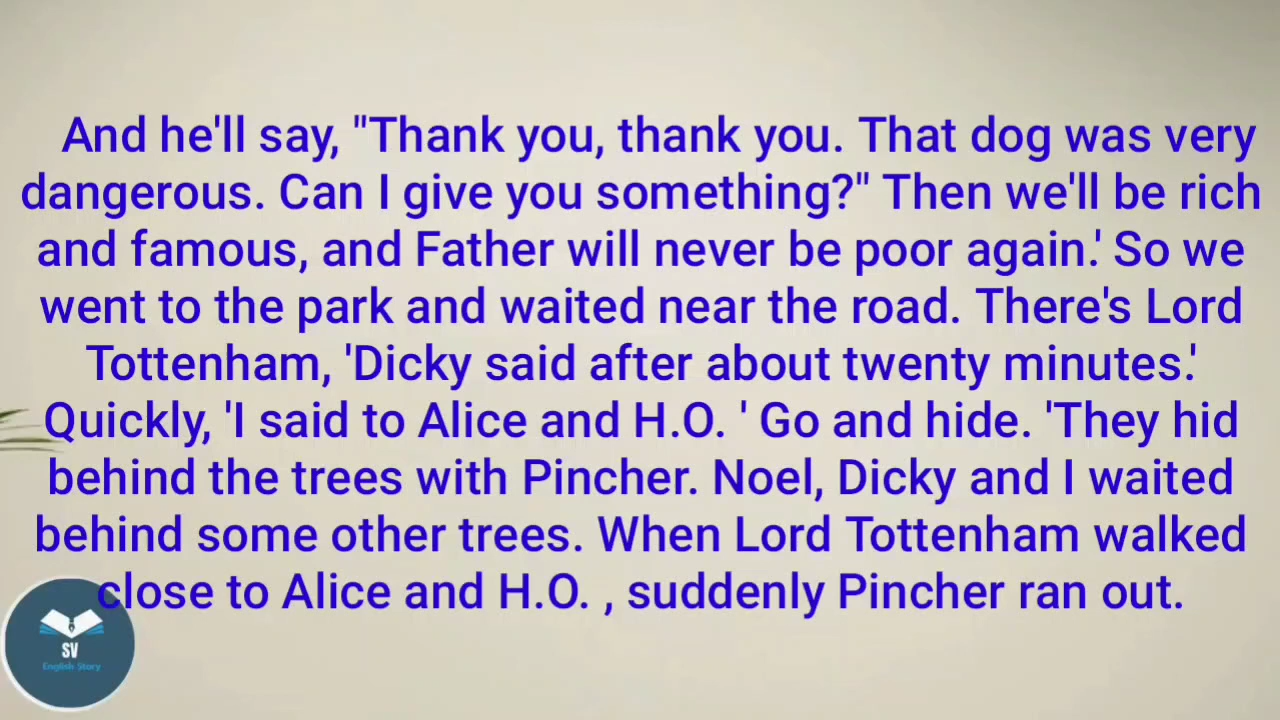 And he'll say, "Thank you, thank you. That dog was very
dangerous. Can I give you something?" Then we'll be rich
and famous, and Father will never be poor again.' So we
went to the park and waited near the road. There's Lord
Tottenham, 'Dicky said after about twenty minutes.'
Quickly, 'I said to Alice and H.O. ' Go and hide. 'They hid
behind the trees with Pincher. Noel, Dicky and I waited
behind some other trees. When Lord Tottenham walked
close to Alice and H.O. , suddenly Pincher ran out.
SV
English Story